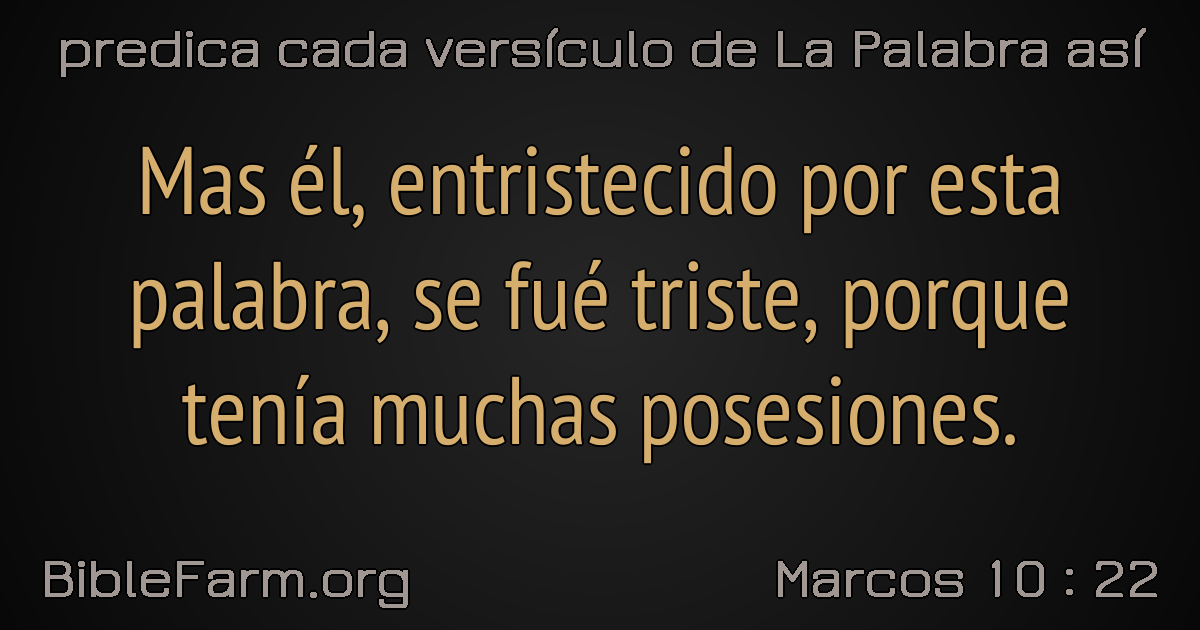 predica cada versículo de La Palabra así
Mas él, entristecido por esta
palabra, se fué triste, porque
tenía muchas posesiones.
BibleFarm.org
Marcos 10 : 22